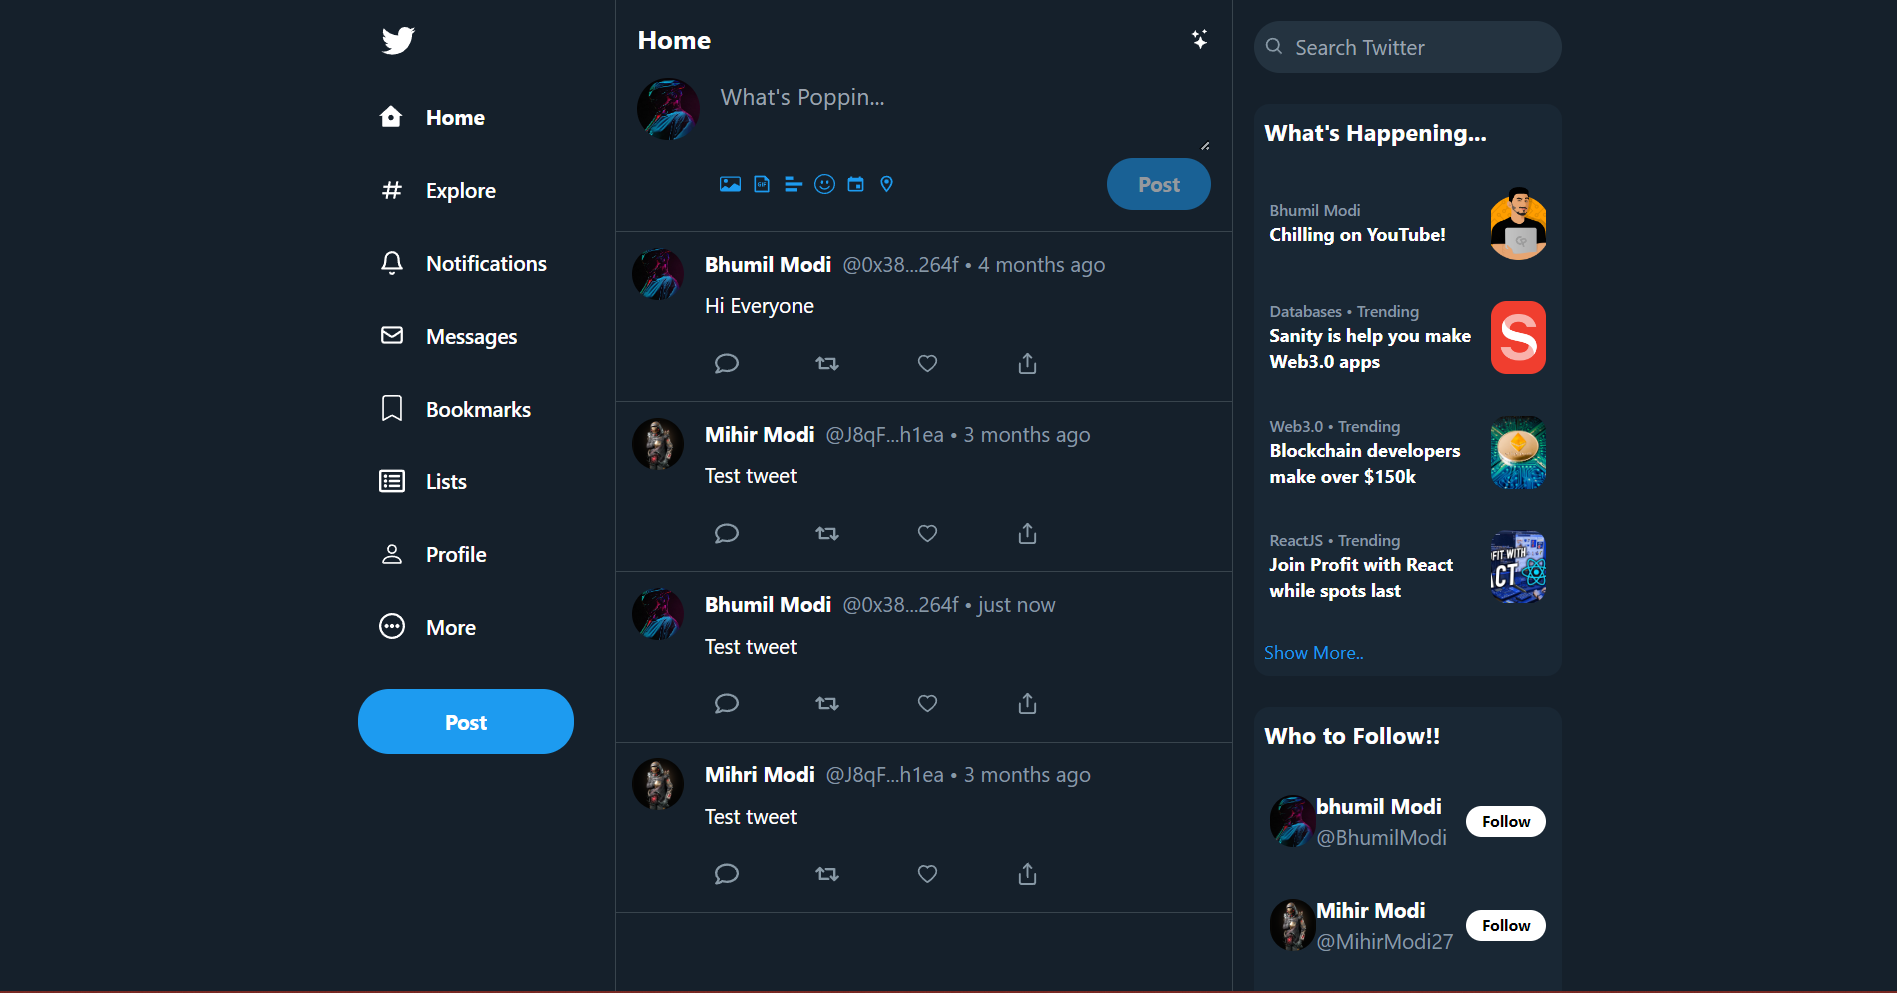 Home
Explore
Notifications
Messages
Bookmarks
Lists
Profile
More
Post
Home
What's Poppin...
GIF
Post
Bhumil Modi @0x38...264f • 4 months ago
Hi Everyone
Mihir Modi @J8qF...h1ea • 3 months ago
Test tweet
Bhumil Modi @0x38...264f • just now
Test tweet
Mihri Modi @J8qF...h1ea • 3 months ago
Test tweet
Search Twitter
What's Happening...
Bhumil Modi
Chilling on YouTube!
Databases • Trending
Sanity is help you make
Web3.0 apps
S
Web3.0 • Trending
Blockchain developers
make over $150k
ReactJS • Trending
Join Profit with React
while spots last
FIT WITH
ACT
Show More..
Who to Follow!!
bhumil Modi
@BhumilModi
Follow
Mihir Modi
@MihirModi27
Follow